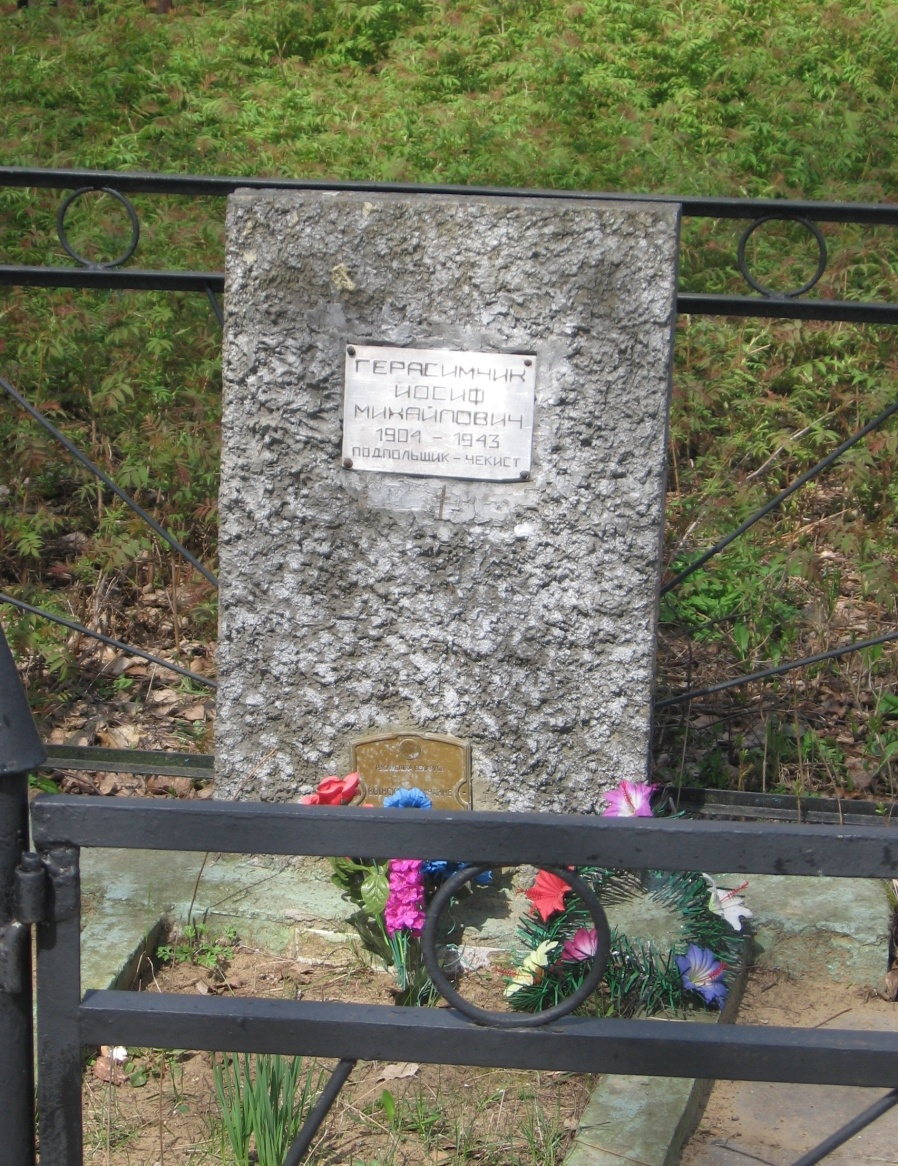 ГЕРАСИМЧИК
ИОСИФ
МИХАЙЛОВИЧ
1904 - 1943
ПОДПОЛЬЩИК - ЧЕКИСТ